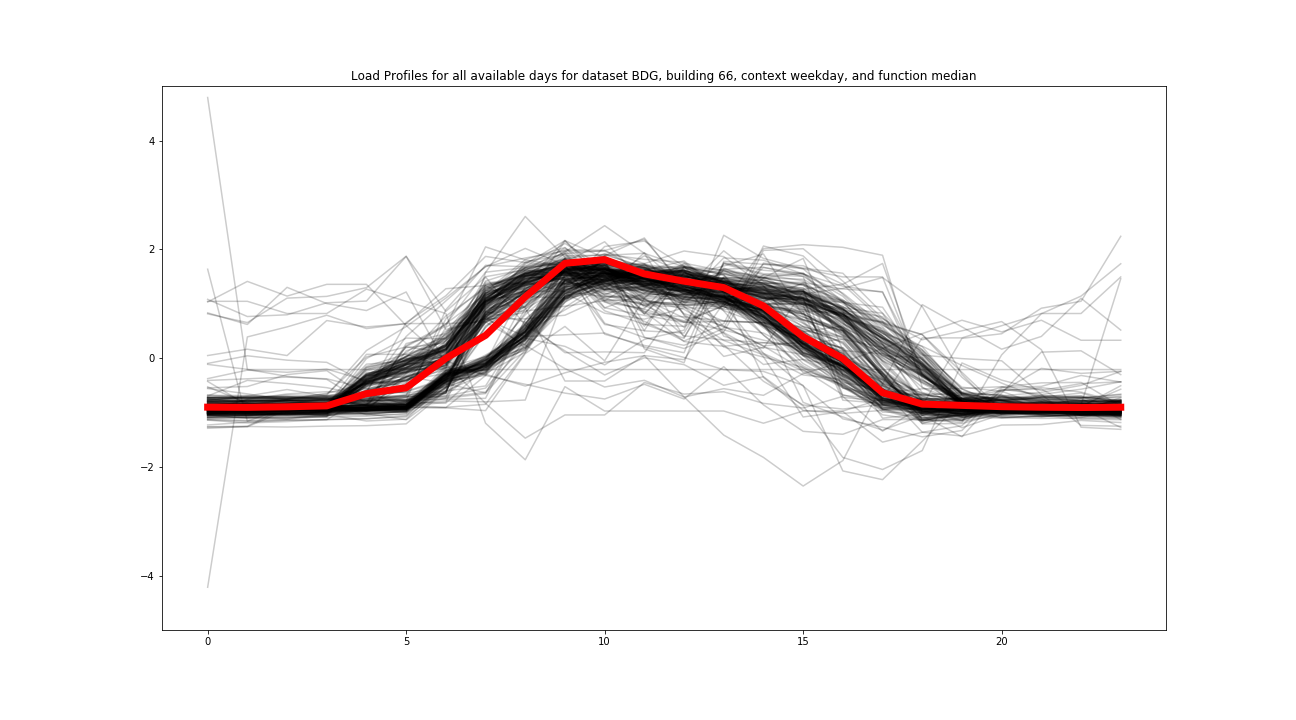 Load Profiles for all available days for dataset BDG, building 66, context weekday, and function median
4
2
0
−2
−4
0 5 10 15 20